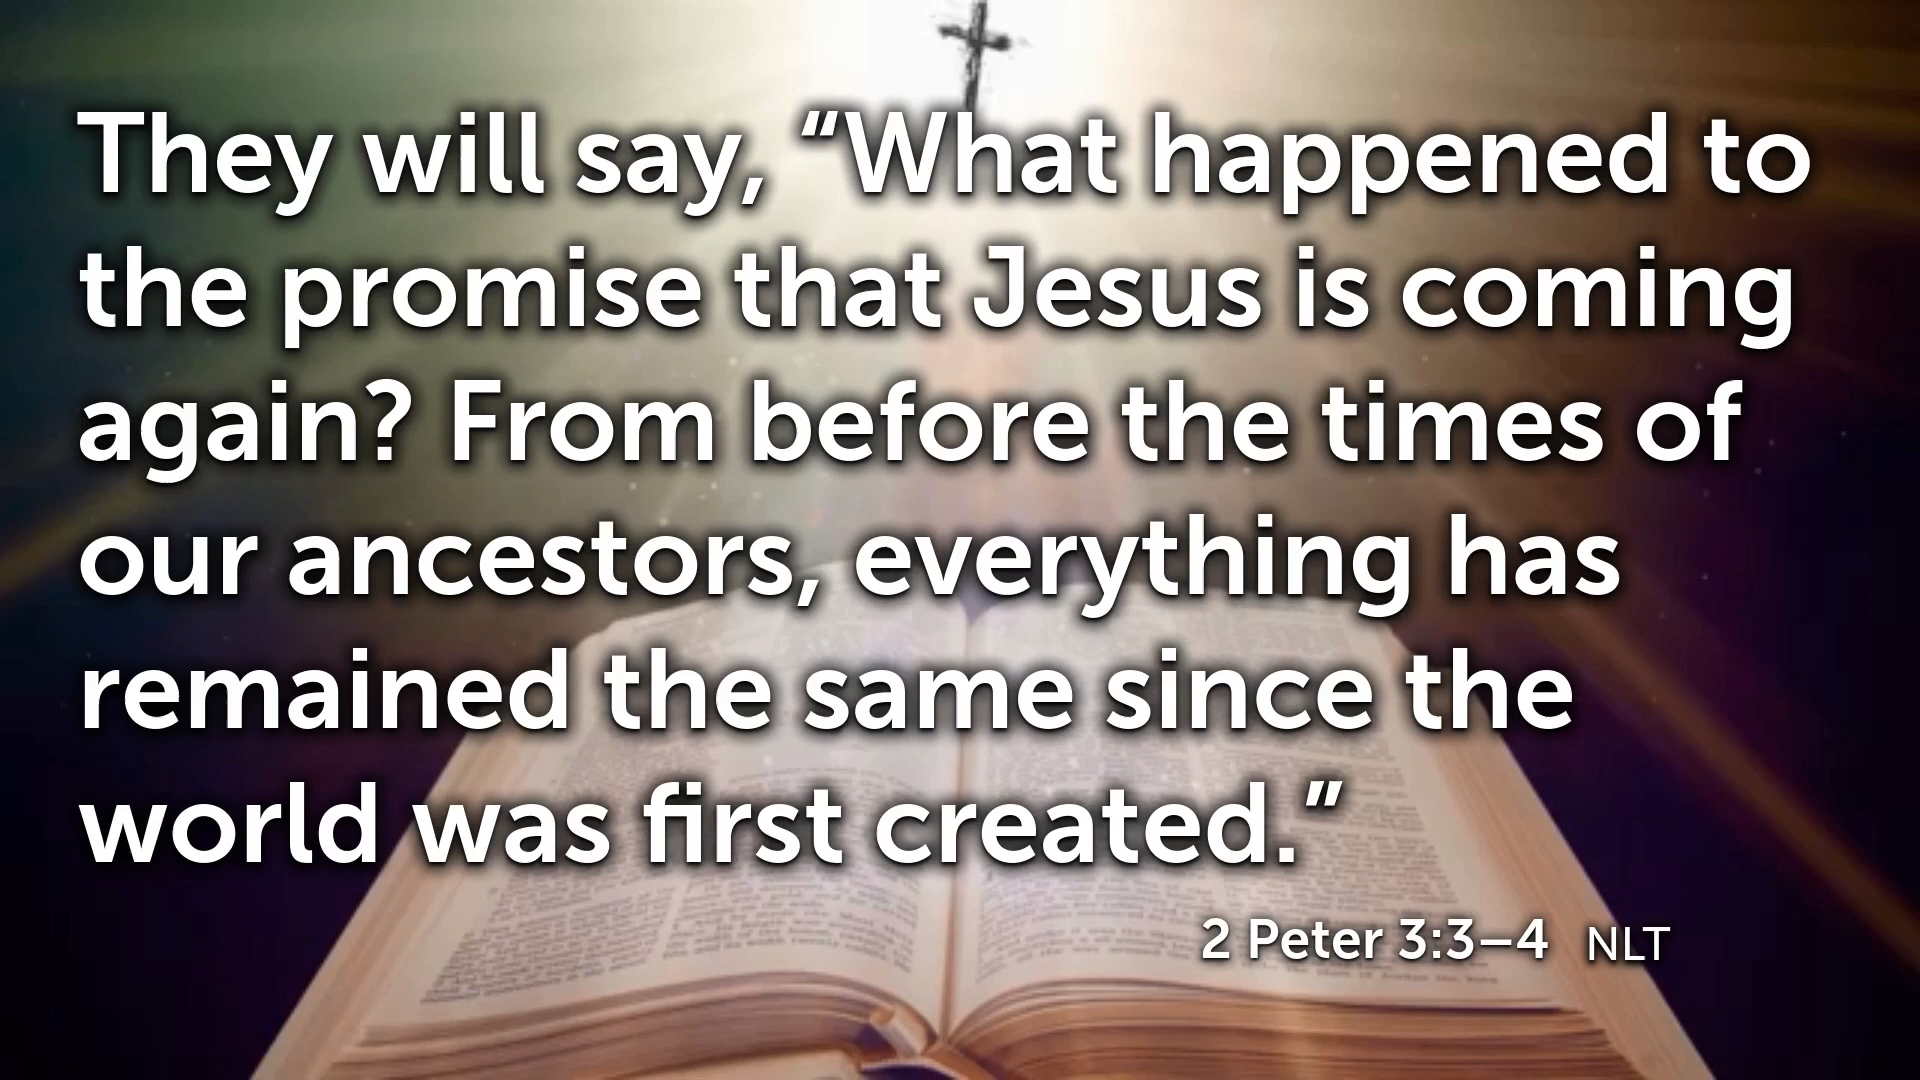 They will say, “What happened to
the promise that Jesus is coming
again? From before the times of
our ancestors, everything has
remained the same since the
world was first created.”
2 Peter 3:3–4 NLT